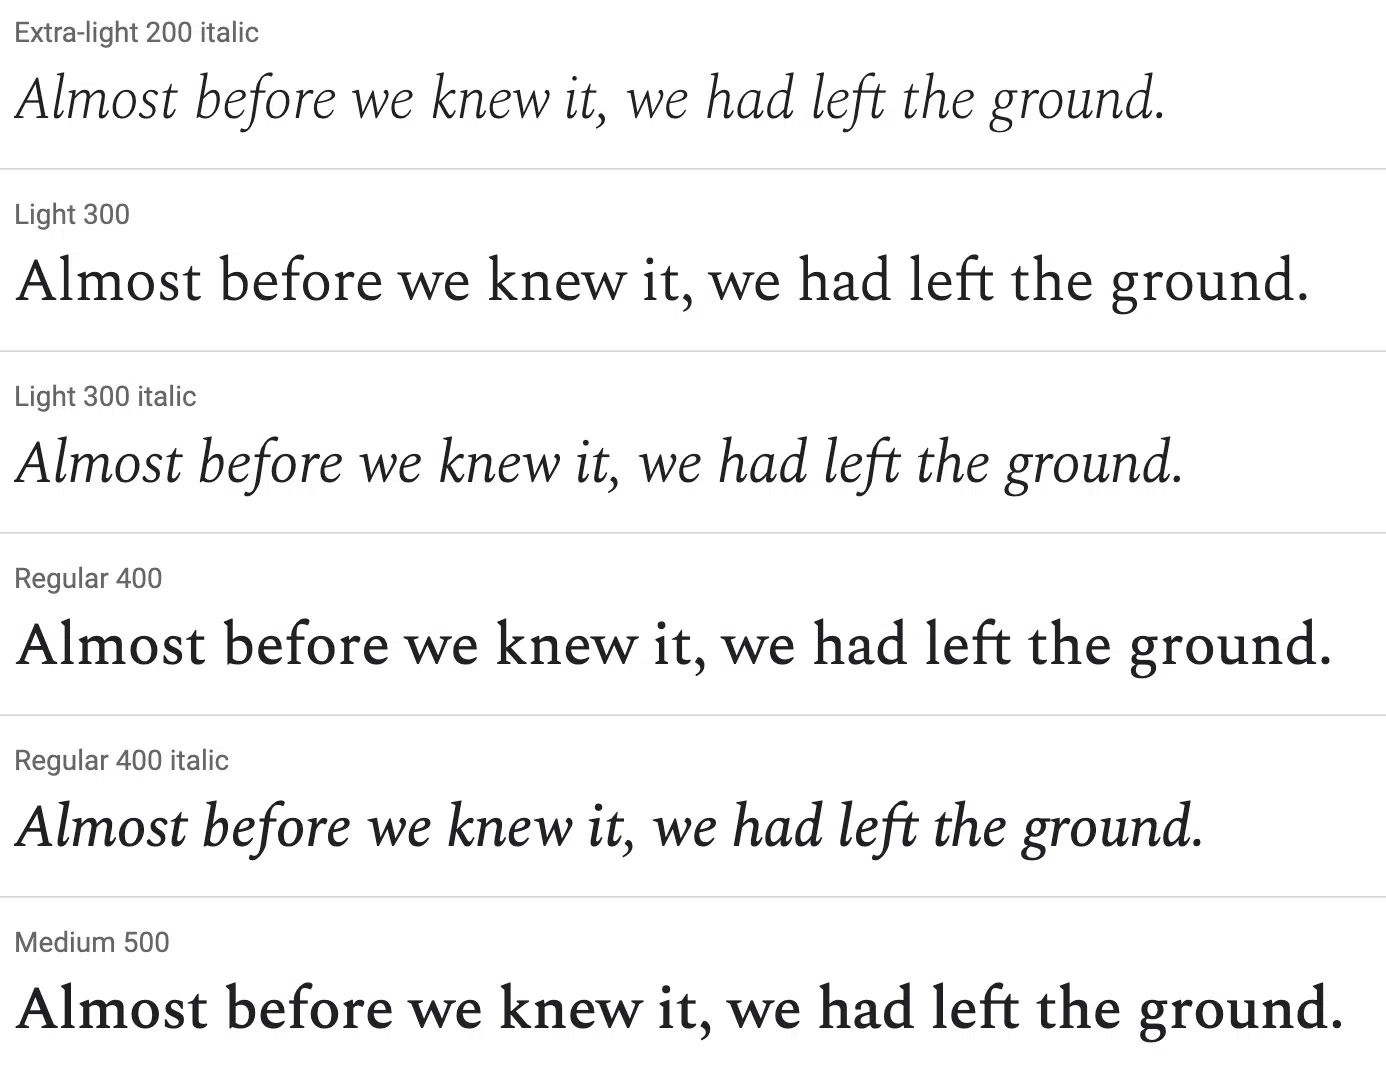 Extra-light 200 italic
Almost before we knew it, we had left the ground.
Light 300
Almost before we knew it, we had left the ground.
Light 300 italic
Almost before we knew it, we had left the ground.
Regular 400
Almost before we knew it, we had left the ground.
Regular 400 italic
Almost before we knew it, we had left the ground.
Medium 500
Almost before we knew it, we had left the ground.